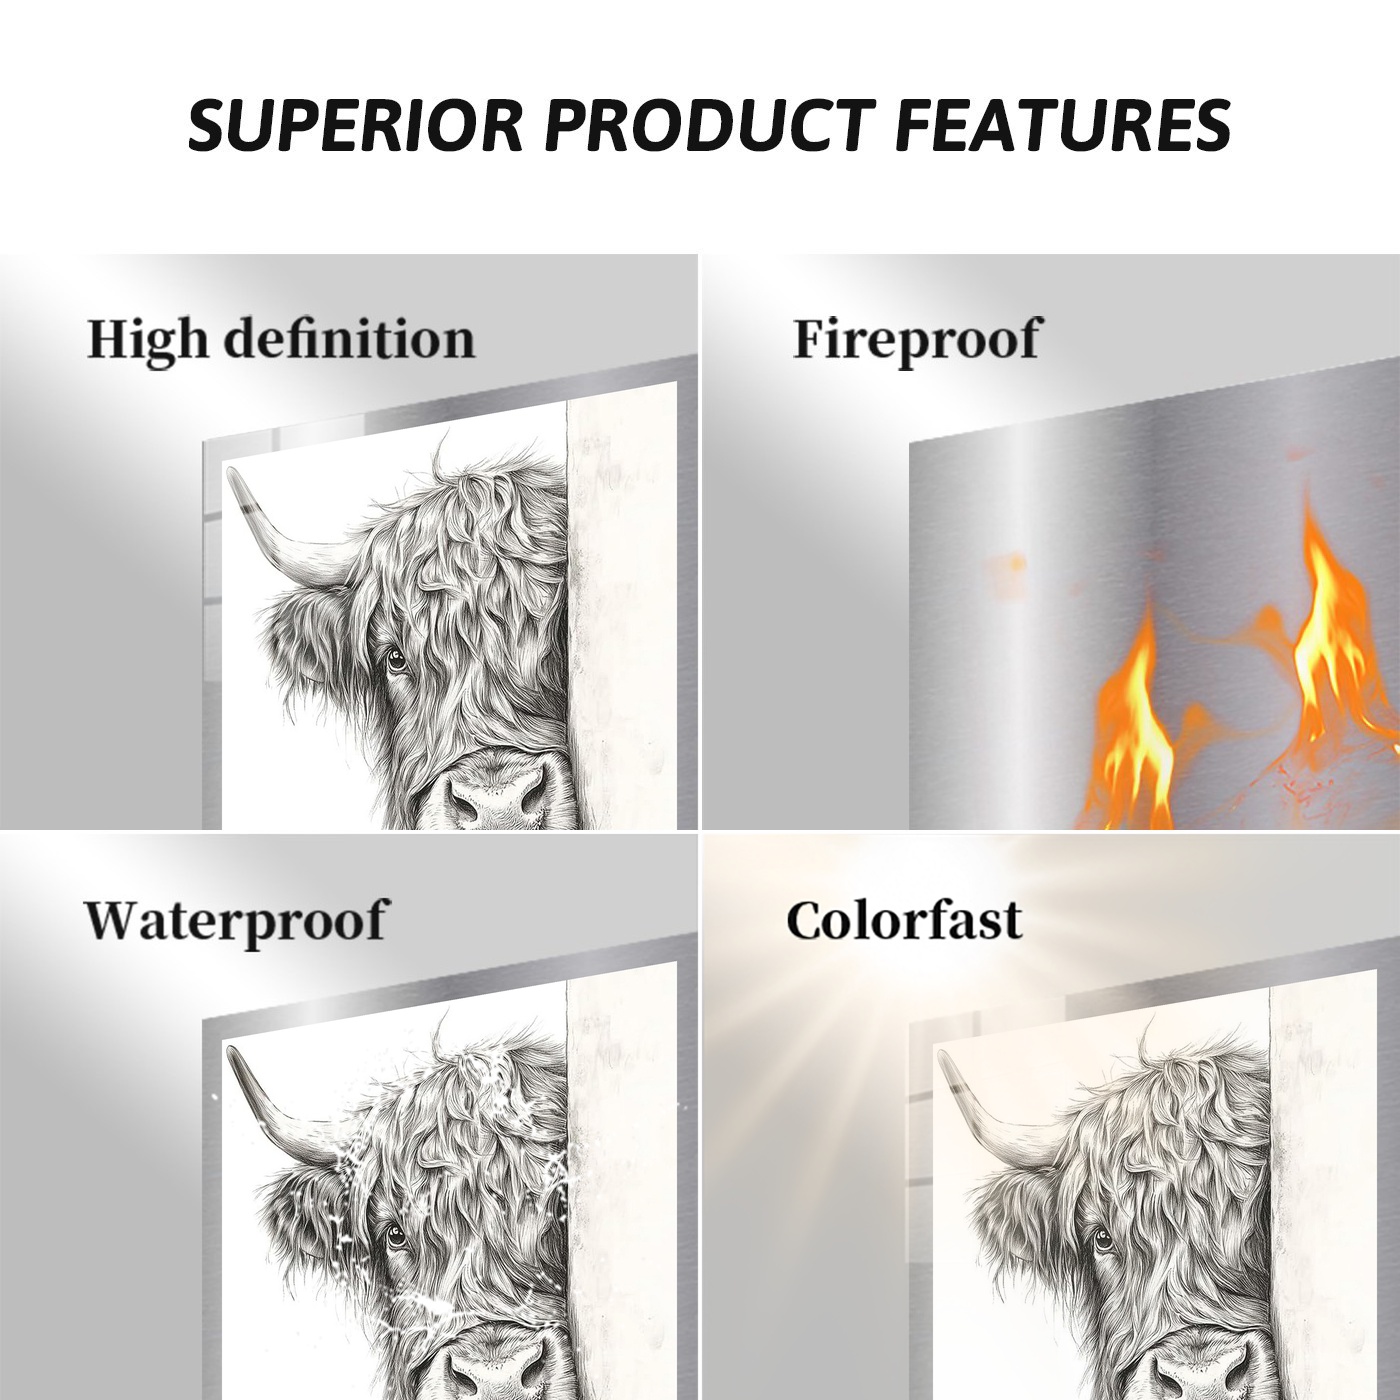 SUPERIOR PRODUCT FEATURES
High definition
Fireproof
Waterproof
Colorfast